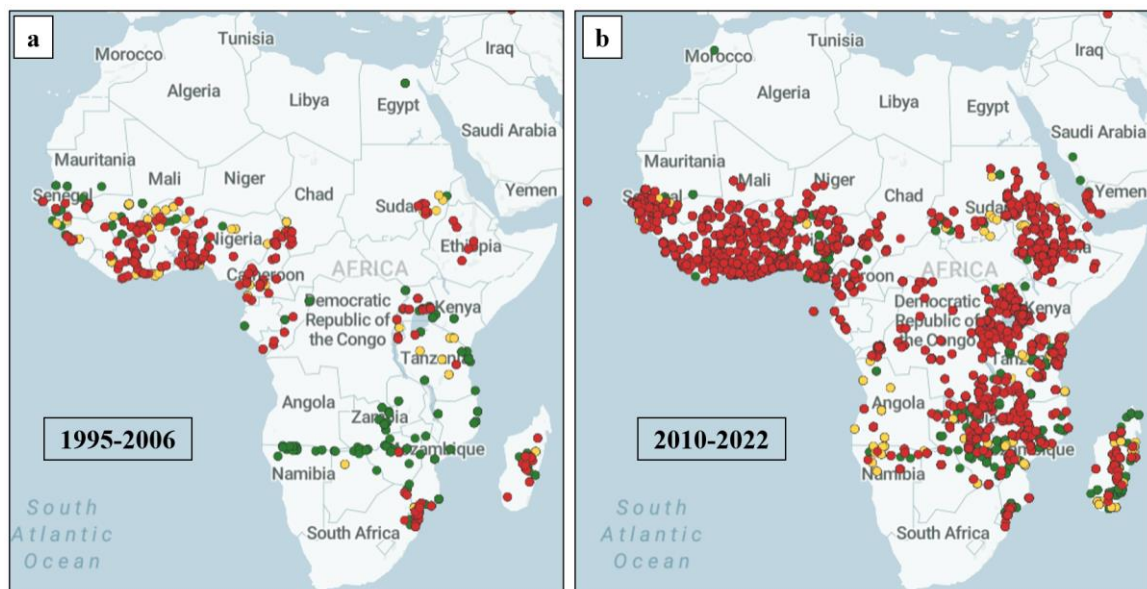 a
Tunisia
Morocco
Iraq
Algeria
Libya
Egypt
Saudi Arabia
Mauritania
Mali
Niger
Chad
Sudan
Yemen
Senegal
Nigeria
Ethiopia
Cameroon
AFRICA
Democratic
Republic of
the Congo
Kenya
Tanzania
Angola
Zambia
1995-2006
Mozambique
Namibia
South
Atlantic
Ocean
South Africa
b
Tunisia
Morocco
Iraq
Algeria
Libya
Egypt
Saudi Arabia
Mauritania
Mali
Niger
Chad
Sudan
Yemen
AFRICA
Democratic
Republic of
the Congo
Kenya
Angola
2010-2022
Namibia
South
Atlantic
Ocean
South Africa